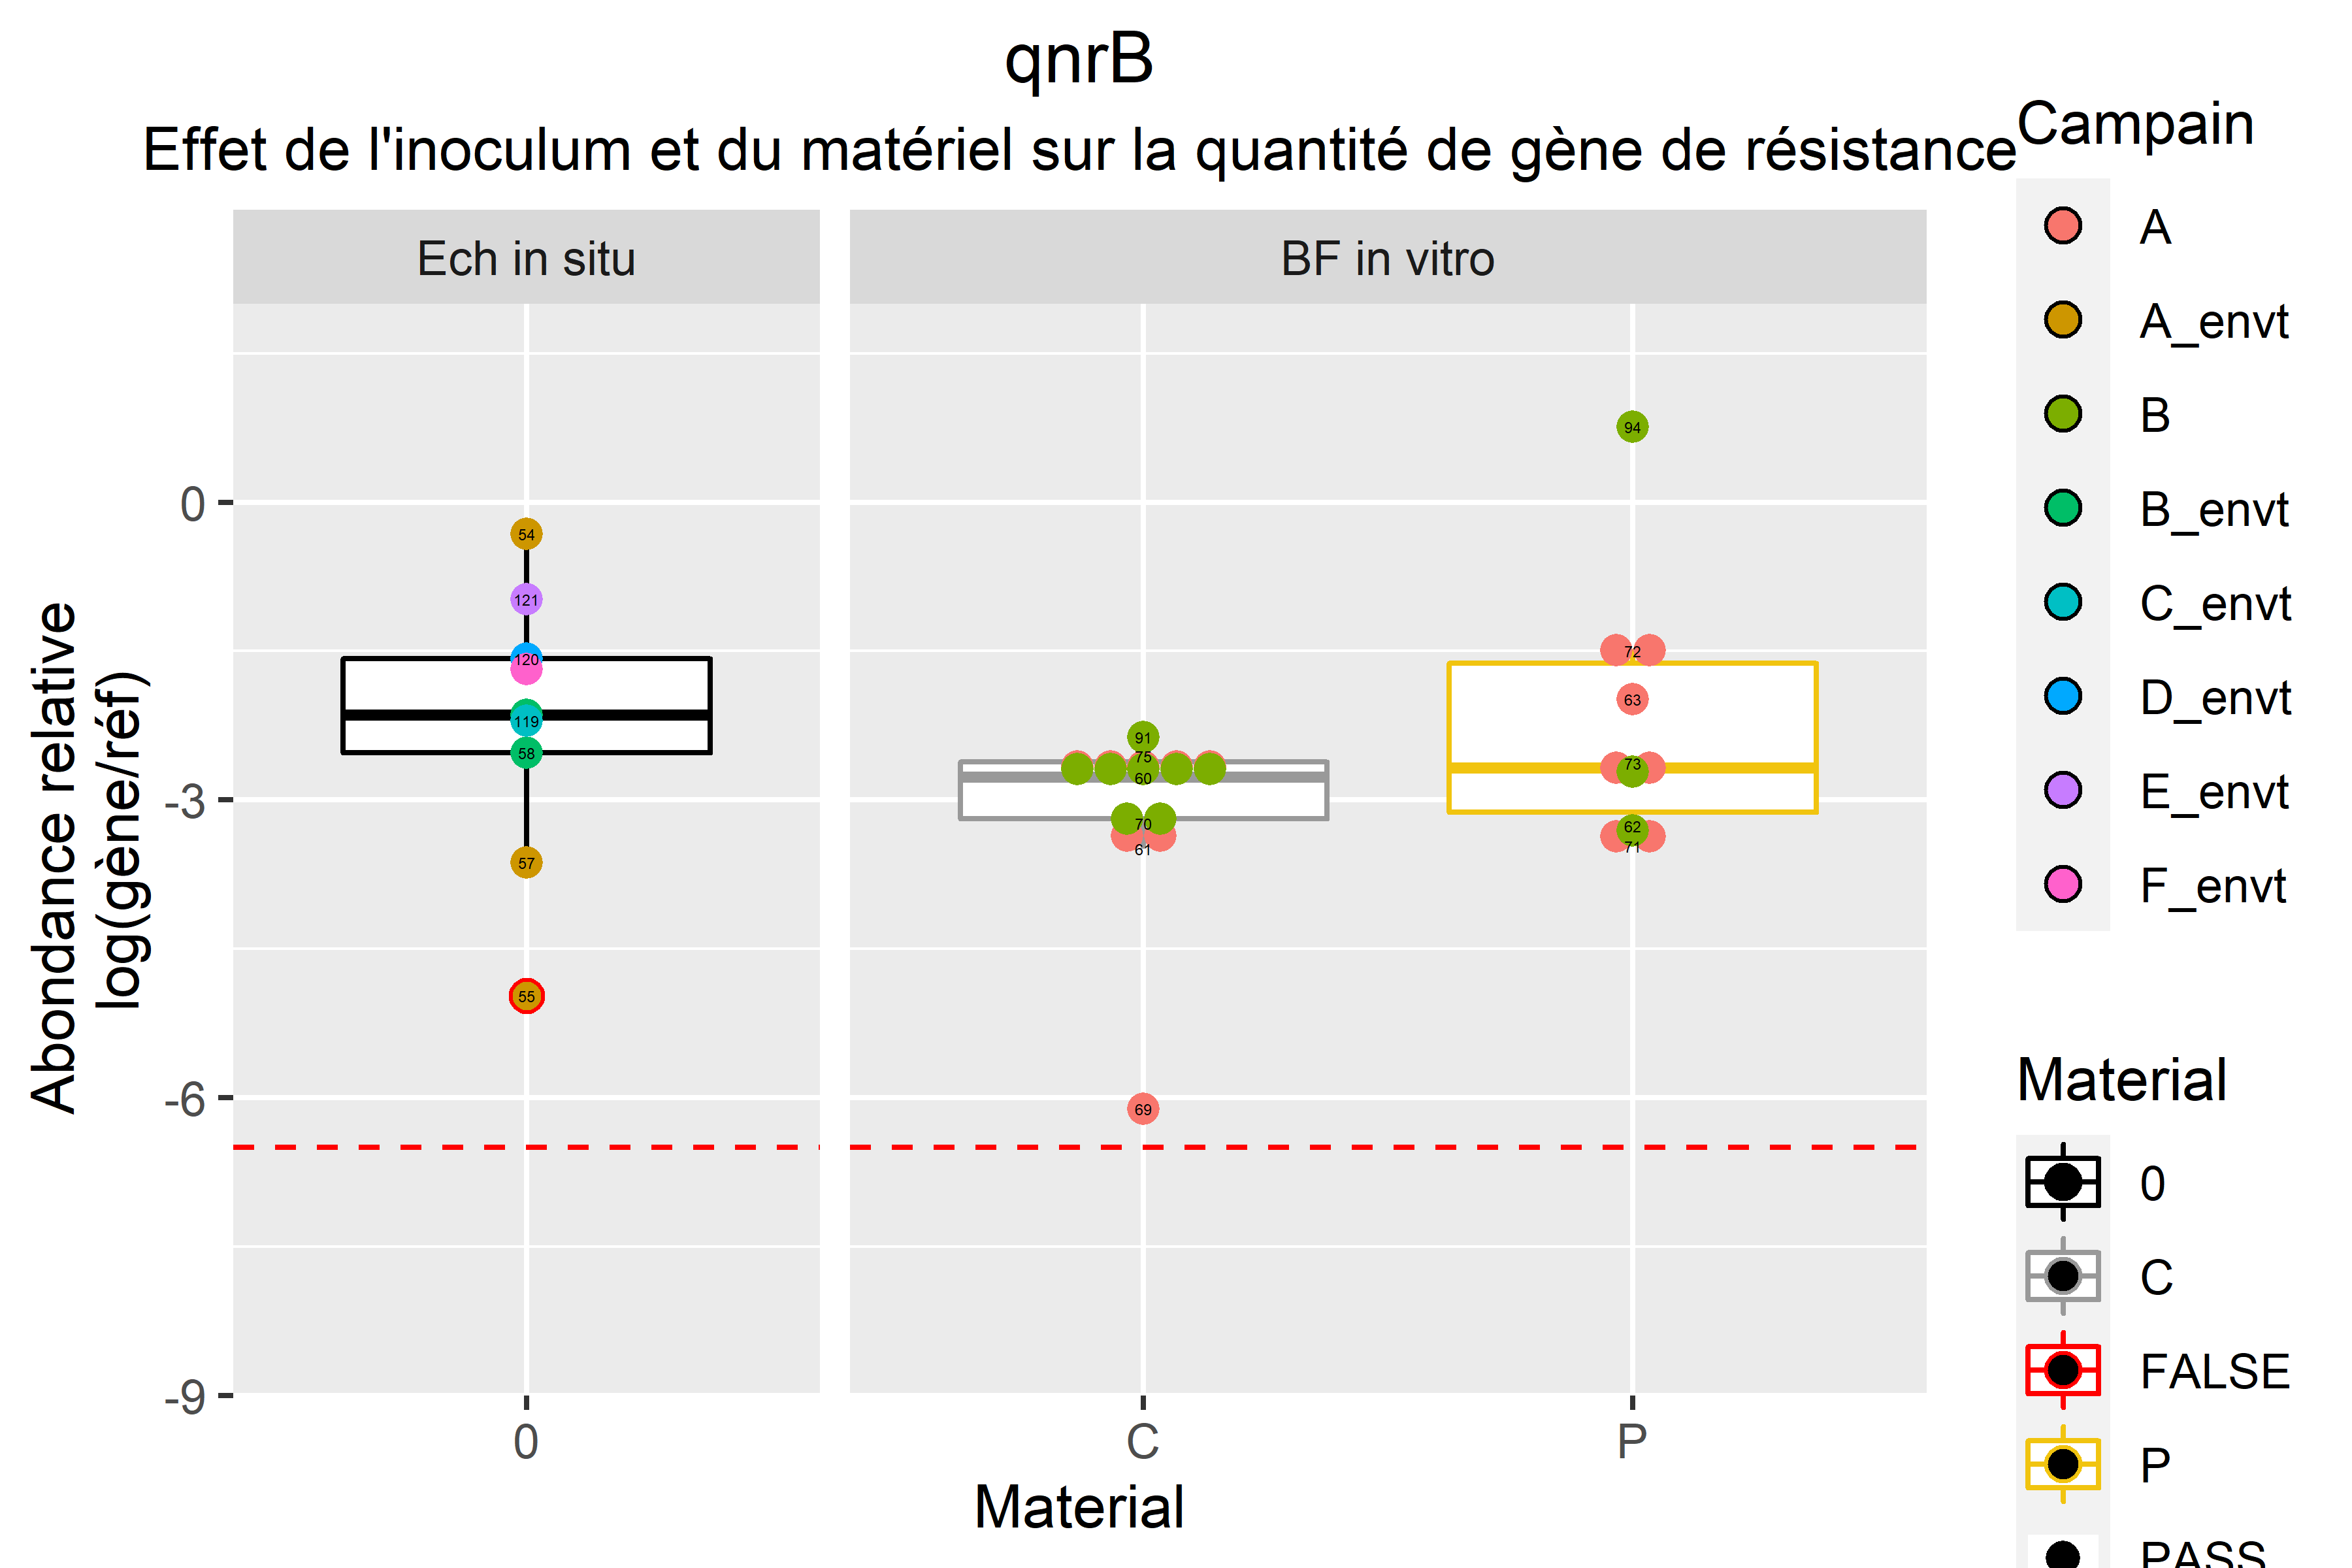 qnrB
Effet de l'inoculum et du matériel sur la quantité de gène de résistance
Ech in situ
BF in vitro
Abondance relative
log(gène/réf)
0
-3
-6
-9
54
121
120
119
58
57
55
91
75
60
70
61
69
94
72
63
73
62
71
0
C
P
Material
Campain
A
A_envt
B
B_envt
C_envt
D_envt
E_envt
F_envt
Material
0
C
FALSE
P
PASS